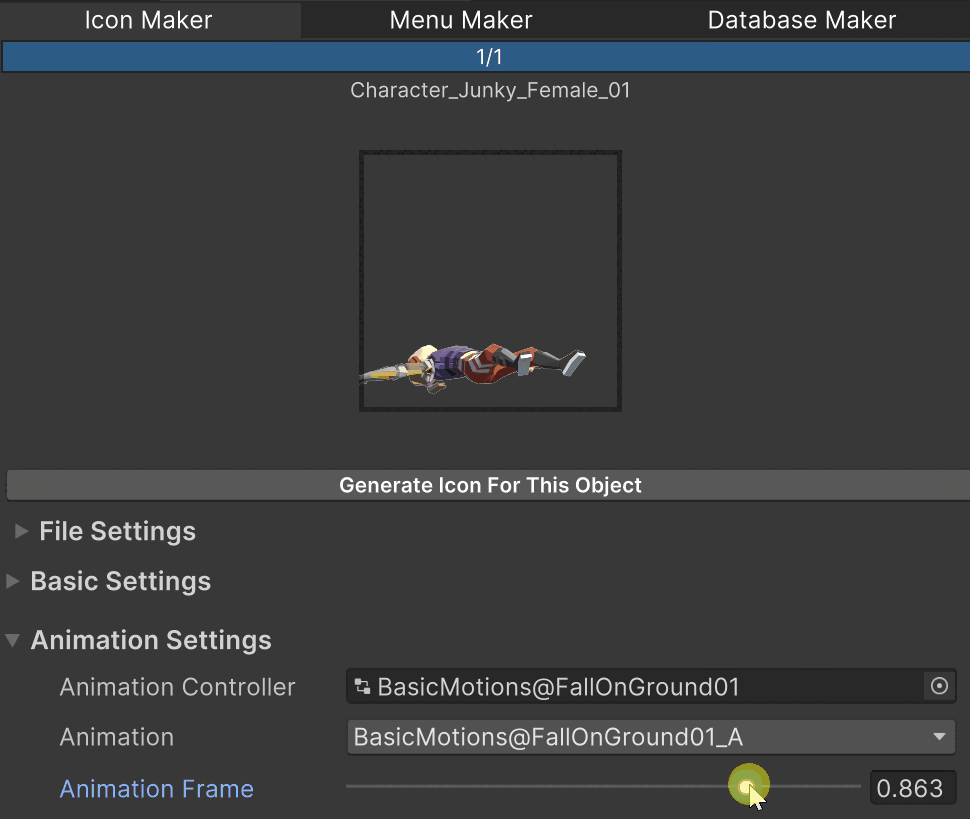 Icon Maker Menu Maker Database Maker
1/1
Character_Junky_Female_01
Generate Icon For This Object
File Settings
Basic Settings
Animation Settings
Animation Controller BasicMotions@FallOnGround01
Animation BasicMotions@FallOnGround01_A
Animation Frame 0.863